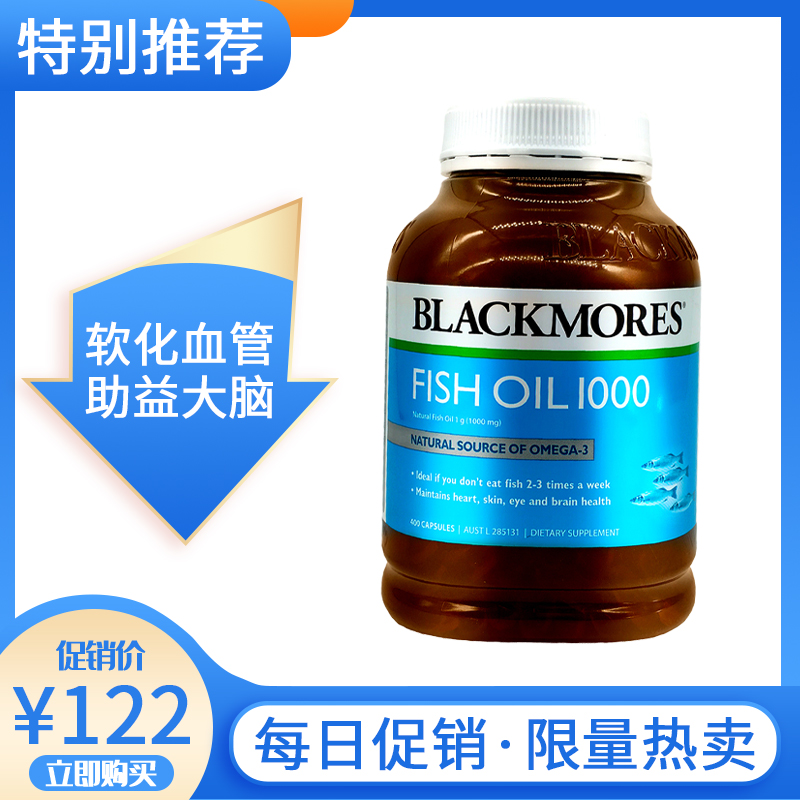 特别推荐
软化血管
助益大脑
BLACKMORES®
FISH OIL 1000
Natural Fish Oil 1 g (1000 mg)
NATURAL SOURCE OF OMEGA-3
• Ideal if you don't eat fish 2-3 times a week
• Maintains heart, skin, eye and brain health
400 CAPSULES | AUST L 285131 | DIETARY SUPPLEMENT
促销价
¥122
立即购买
每日促销·限量热卖